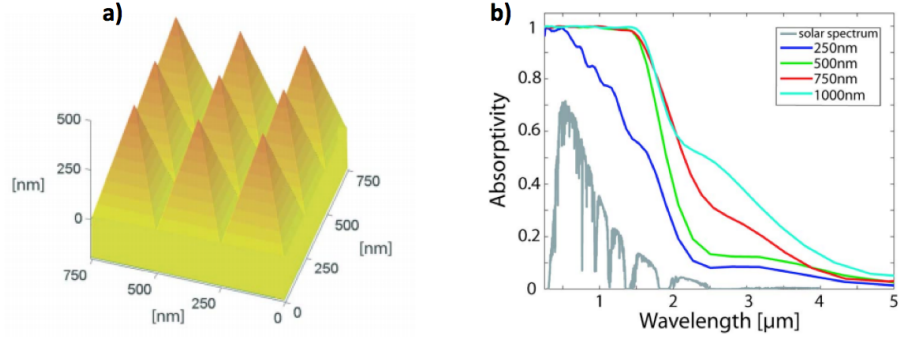 a)
500
250
0
[nm]
750
500
250
0
[nm]
0
250
500
750
[nm]
b)
1
0.8
0.6
0.4
0.2
0
Absorptivity
solar spectrum
250nm
500nm
750nm
1000nm
1
2
3
4
5
Wavelength [μm]